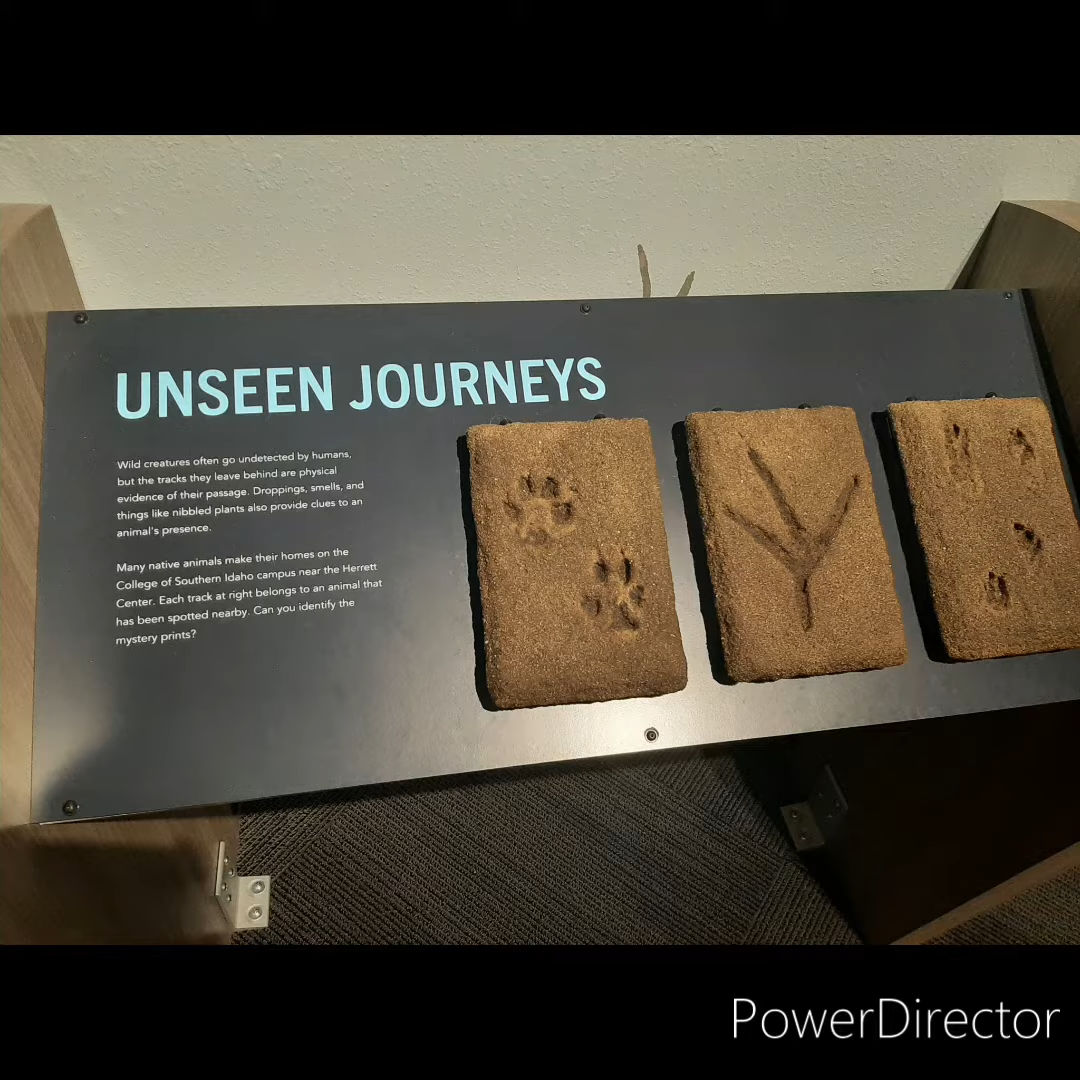 UNSEEN JOURNEYS
Wild creatures often go undetected by humans,
but the tracks they leave behind are physical
evidence of their passage. Droppings, smells, and
things like nibbled plants also provide clues to an
animal's presence.
Many native animals make their homes on the
College of Southern Idaho campus near the Herrett
Center. Each track at right belongs to an animal that
has been spotted nearby. Can you identify the
mystery prints?
PowerDirector